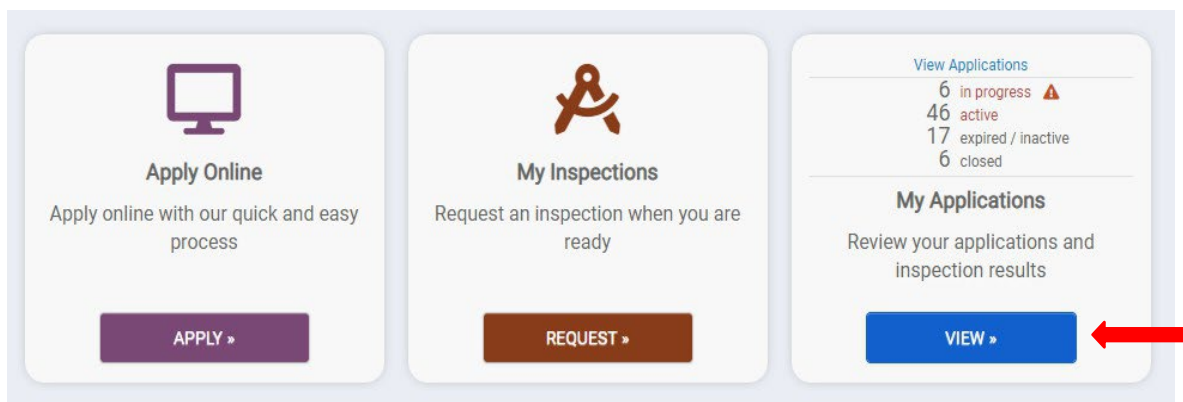 Apply Online
Apply online with our quick and easy
process
APPLY »
My Inspections
Request an inspection when you are
ready
REQUEST »
View Applications
6 in progress
46 active
17 expired / inactive
6 closed
My Applications
Review your applications and
inspection results
VIEW »